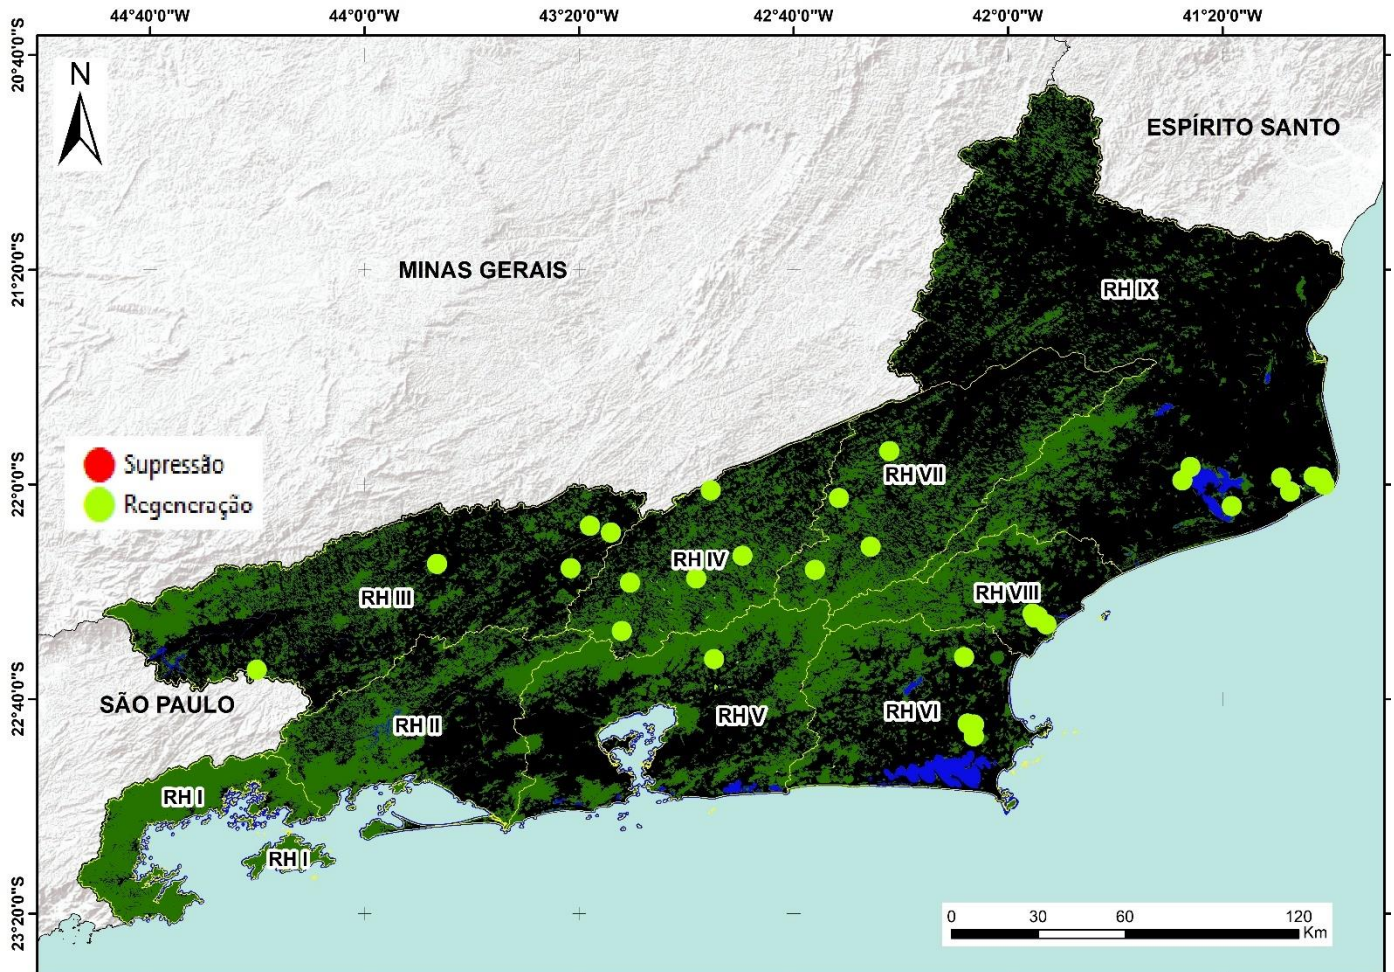 44°40'0"W 44°0'0"W 43°20'0"W 42°40'0"W 42°0'0"W 41°20'0"W
20°40'0"S
N
ESPÍRITO SANTO
21°20'0"S
MINAS GERAIS
RH IX
Supressão
Regeneração
RH VII
22°0'0"S
RH IV
RH III
RH VIII
SÃO PAULO
22°40'0"S
RH II
RH V
RH VI
RH I
RH I
23°20'0"S
0 30 60 120
Km